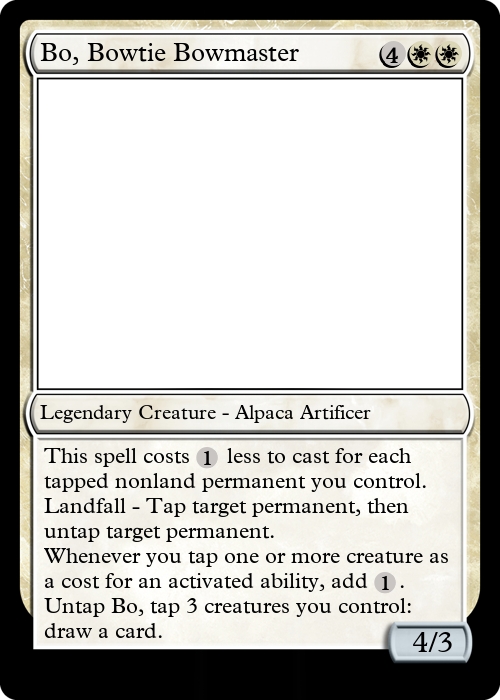 Bo, Bowtie Bowmaster 4
Legendary Creature - Alpaca Artificer
This spell costs 1 less to cast for each
tapped nonland permanent you control.
Landfall - Tap target permanent, then
untap target permanent.
Whenever you tap one or more creature as
a cost for an activated ability, add 1.
Untap Bo, tap 3 creatures you control:
draw a card.
4/3